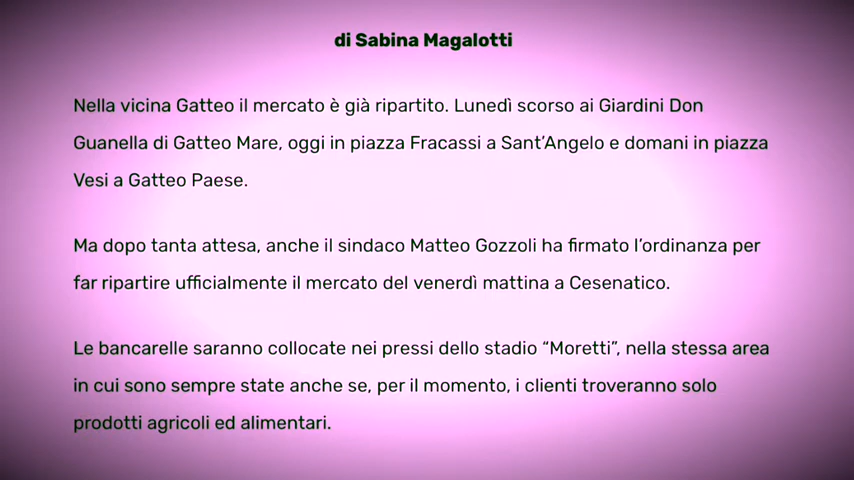 di Sabina Magalotti
Nella vicina Gatteo il mercato è già ripartito. Lunedì scorso ai Giardini Don
Guanella di Gatteo Mare, oggi in piazza Fracassi a Sant’Angelo e domani in piazza
Vesi a Gatteo Paese.
Ma dopo tanta attesa, anche il sindaco Matteo Gozzoli ha firmato l’ordinanza per
far ripartire ufficialmente il mercato del venerdì mattina a Cesenatico.
Le bancarelle saranno collocate nei pressi dello stadio “Moretti”, nella stessa area
in cui sono sempre state anche se, per il momento, i clienti troveranno solo
prodotti agricoli ed alimentari.